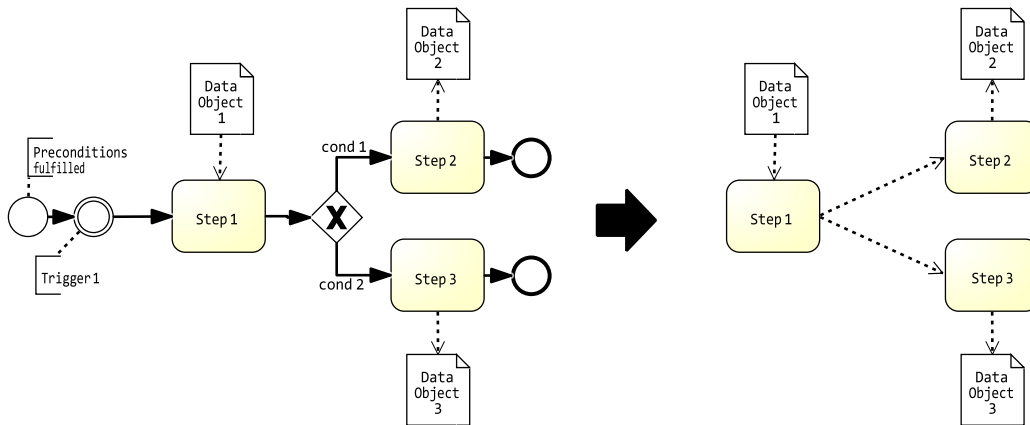 Data
Object
1
Preconditions
fulfilled
Trigger 1
Step 1
X
cond 1
cond 2
Data
Object
2
Step 2
Step 3
Data
Object
3
Data
Object
1
Step 1
Data
Object
2
Step 2
Step 3
Data
Object
3